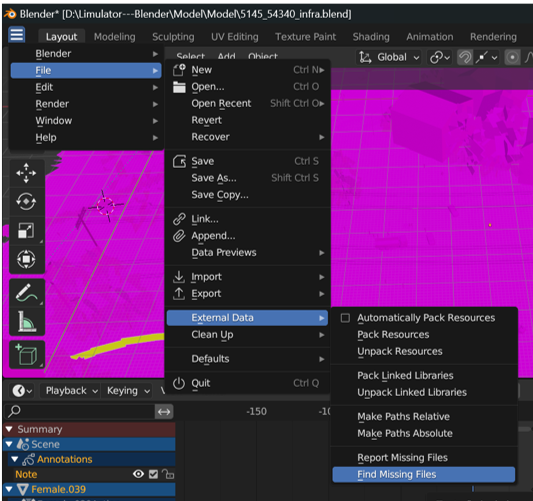 Blender* [D:\Limulator---Blender\Model\Model\5145_54340_infra.blend]
Layout Modeling Sculpting UV Editing Texture Paint Shading Animation Rendering
Select Add Object Global
Blender
File
Edit
Render
Window
Help
New Ctrl N
Open... Ctrl O
Open Recent Shift Ctrl O
Revert
Recover
Save Ctrl S
Save As... Shift Ctrl S
Save Copy...
Link...
Append...
Data Previews
Import
Export
External Data
Clean Up
Defaults
Quit Ctrl Q
Automatically Pack Resources
Pack Resources
Unpack Resources
Pack Linked Libraries
Unpack Linked Libraries
Make Paths Relative
Make Paths Absolute
Report Missing Files
Find Missing Files
Playback Keying
-150
Summary
Scene
Annotations
Note
Female.039